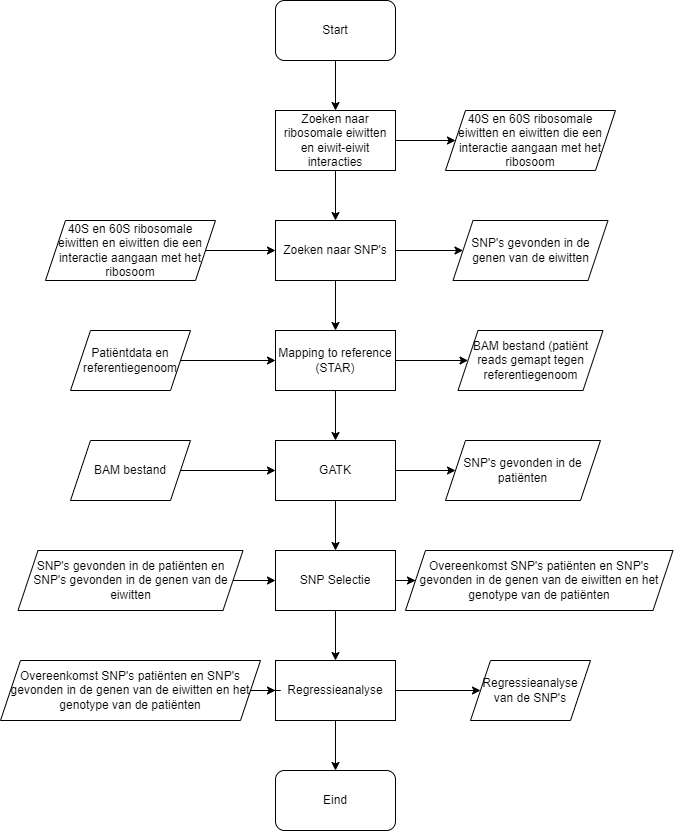 Start
Zoeken naar
ribosomale eiwitten
en eiwit-eiwit
interacties
40S en 60S ribosomale
eiwitten en eiwitten die een
interactie aangaan met het
ribosoom
40S en 60S ribosomale
eiwitten en eiwitten die een
interactie aangaan met het
ribosoom
Zoeken naar SNP's
SNP's gevonden in de
genen van de eiwitten
Patiëntdata en
referentiegenoom
Mapping to reference
(STAR)
BAM bestand (patiënt
reads gemapt tegen
referentiegenoom
BAM bestand
GATK
SNP's gevonden in de
patiënten
SNP's gevonden in de patiënten en
SNP's gevonden in de genen van de
eiwitten
SNP Selectie
Overeenkomst SNP's patiënten en SNP's
gevonden in de genen van de eiwitten en het
genotype van de patiënten
Overeenkomst SNP's patiënten en SNP's
gevonden in de genen van de eiwitten en het
genotype van de patiënten
Regressieanalyse
Regressieanalyse
van de SNP's
Eind